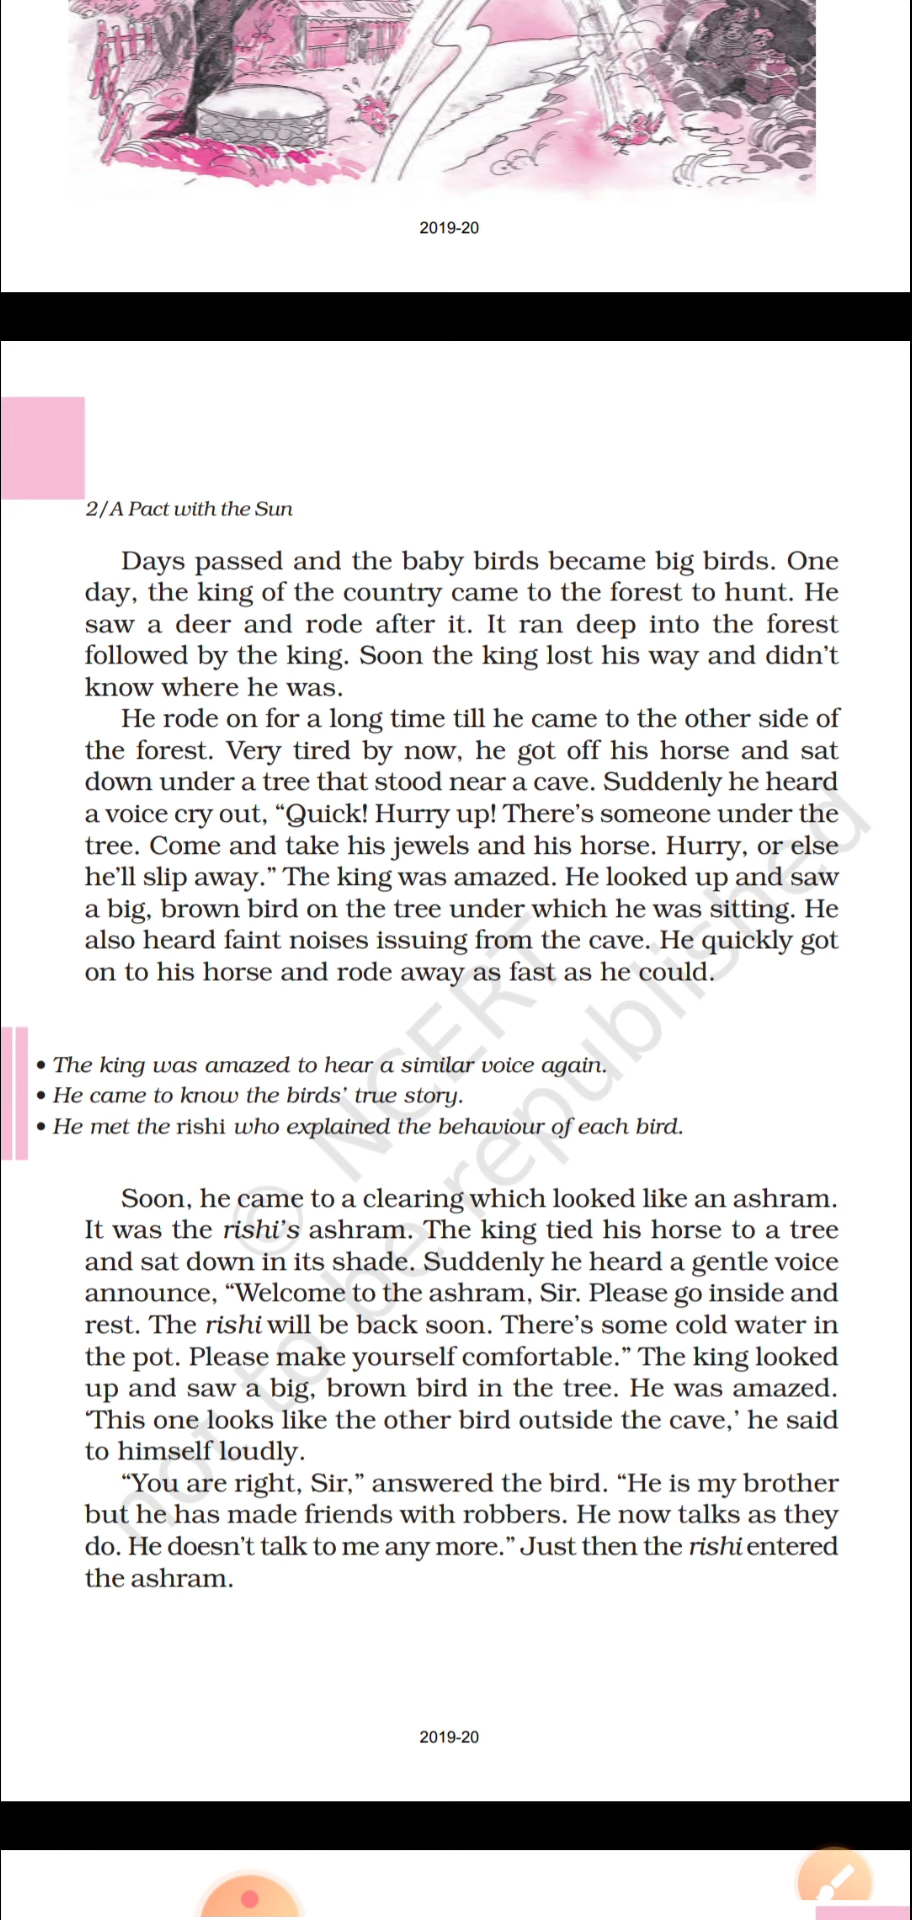 2019-20
2/A Pact with the Sun
Days passed and the baby birds became big birds. One
day, the king of the country came to the forest to hunt. He
saw a deer and rode after it. It ran deep into the forest
followed by the king. Soon the king lost his way and didn’t
know where he was.
He rode on for a long time till he came to the other side of
the forest. Very tired by now, he got off his horse and sat
down under a tree that stood near a cave. Suddenly he heard
a voice cry out, “Quick! Hurry up! There’s someone under the
tree. Come and take his jewels and his horse. Hurry, or else
he’ll slip away.” The king was amazed. He looked up and saw
a big, brown bird on the tree under which he was sitting. He
also heard faint noises issuing from the cave. He quickly got
on to his horse and rode away as fast as he could.
• The king was amazed to hear a similar voice again.
• He came to know the birds’ true story.
• He met the rishi who explained the behaviour of each bird.
Soon, he came to a clearing which looked like an ashram.
It was the rishi’s ashram. The king tied his horse to a tree
and sat down in its shade. Suddenly he heard a gentle voice
announce, “Welcome to the ashram, Sir. Please go inside and
rest. The rishi will be back soon. There’s some cold water in
the pot. Please make yourself comfortable.” The king looked
up and saw a big, brown bird in the tree. He was amazed.
‘This one looks like the other bird outside the cave,’ he said
to himself loudly.
“You are right, Sir,” answered the bird. “He is my brother
but he has made friends with robbers. He now talks as they
do. He doesn’t talk to me any more.” Just then the rishi entered
the ashram.
© NCERT
not to be republished
2019-20